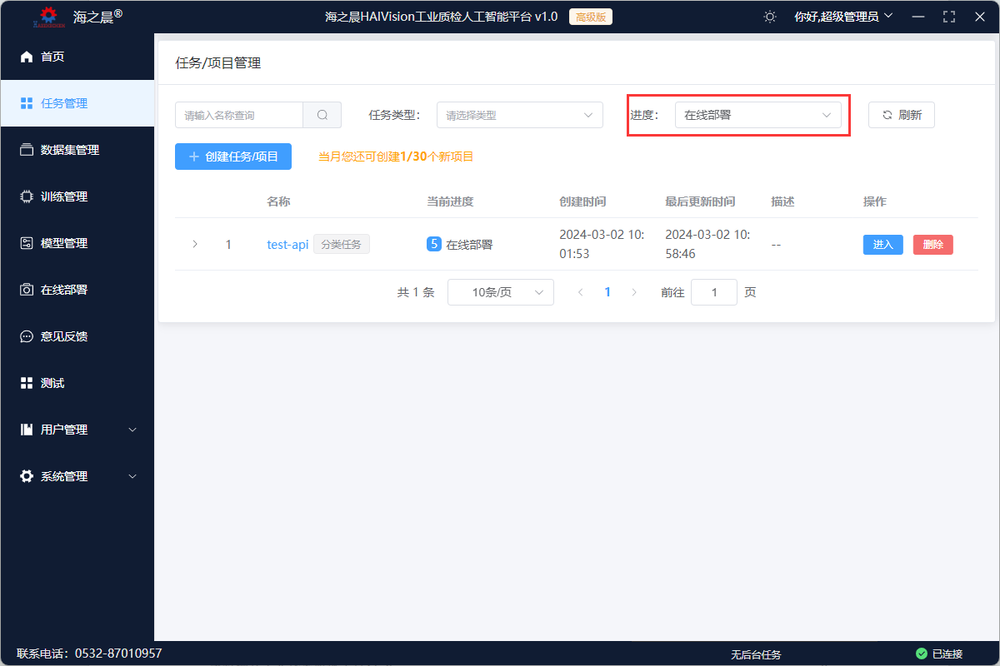 海之晨®
海之晨HAIVision工业质检人工智能平台 v1.0 高级版
你好,超级管理员
首页
任务管理
数据集管理
训练管理
模型管理
在线部署
意见反馈
测试
用户管理
系统管理
任务/项目管理
请输入名称查询 任务类型： 请选择类型 进度： 在线部署 刷新
创建任务/项目 当月您还可创建1/30个新项目
名称 当前进度 创建时间 最后更新时间 描述 操作
1 test-api 分类任务 5 在线部署 2024-03-02 10:01:53 2024-03-02 10:58:46 -- 进入 删除
共 1 条 10条/页 1 前往 1 页
联系电话：0532-87010957 无后台任务 已连接